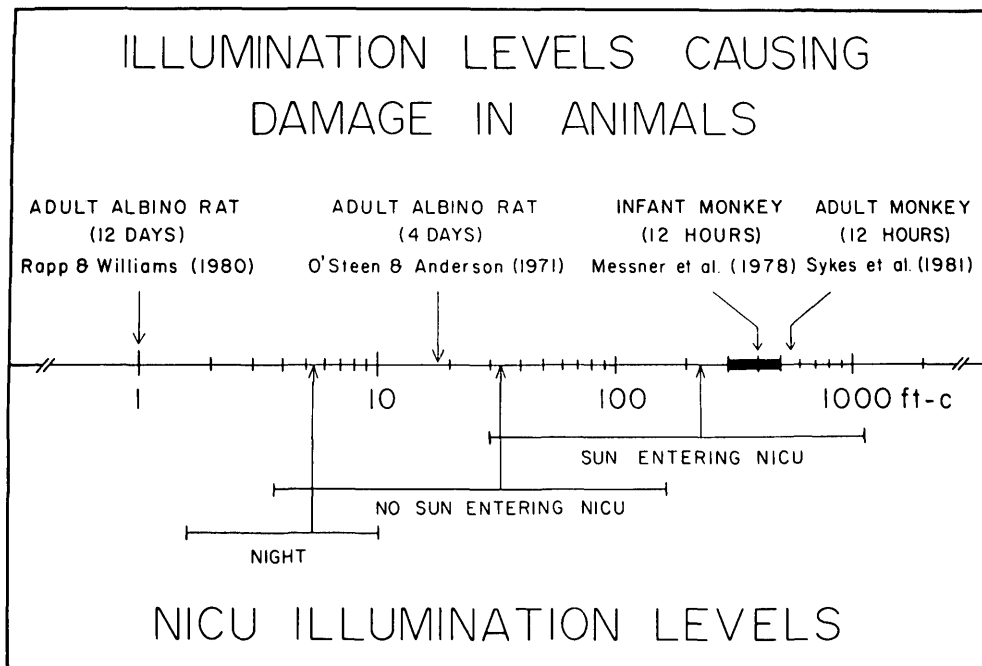 ILLUMINATION LEVELS CAUSING
DAMAGE IN ANIMALS
ADULT ALBINO RAT
(12 DAYS)
Rapp & Williams (1980)
ADULT ALBINO RAT
(4 DAYS)
O'Steen & Anderson (1971)
INFANT MONKEY
(12 HOURS)
Messner et al. (1978)
ADULT MONKEY
(12 HOURS)
Sykes et al. (1981)
1 10 100 1000 ft-c
SUN ENTERING NICU
NO SUN ENTERING NICU
NIGHT
NICU ILLUMINATION LEVELS